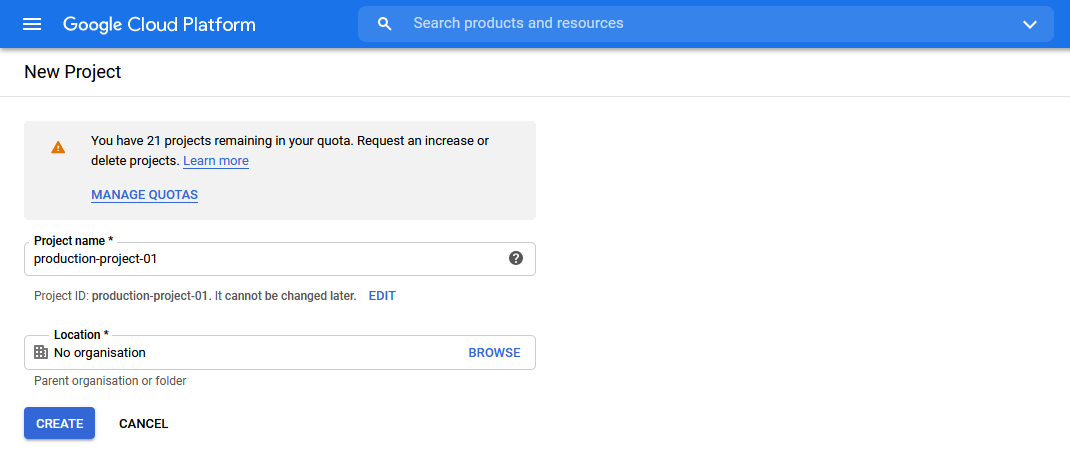 Google Cloud Platform
Search products and resources
New Project
You have 21 projects remaining in your quota. Request an increase or
delete projects. Learn more
MANAGE QUOTAS
Project name *
production-project-01
Project ID: production-project-01. It cannot be changed later. EDIT
Location *
No organisation
BROWSE
Parent organisation or folder
CREATE
CANCEL